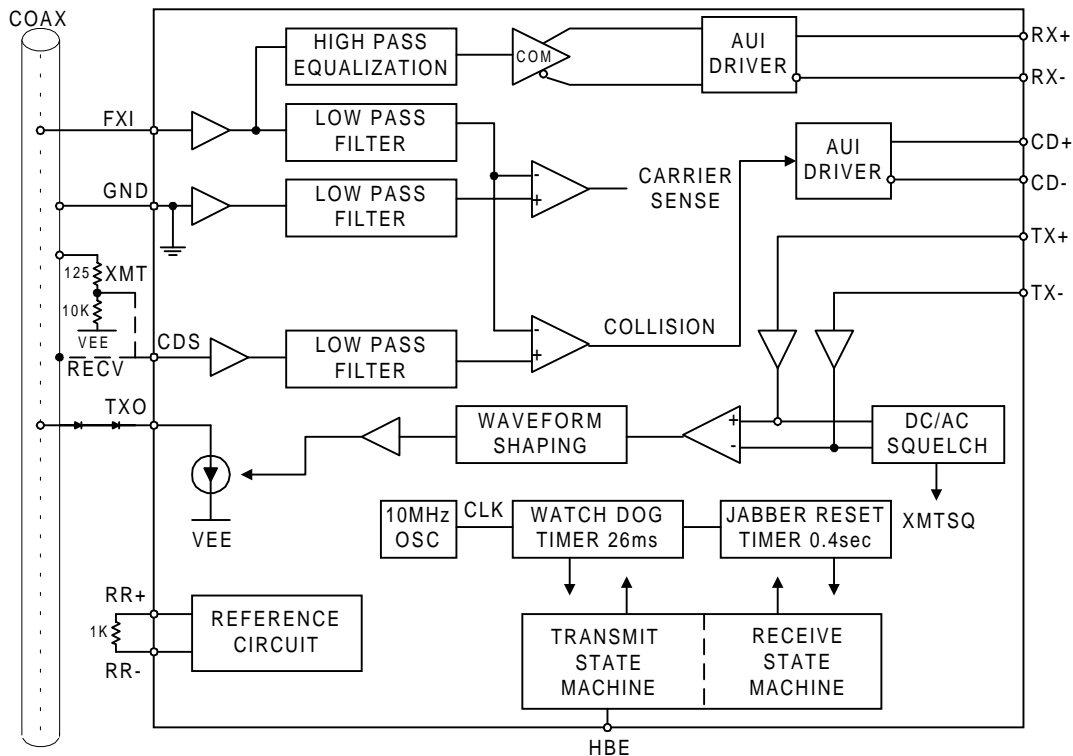 COAX
HIGH PASS
EQUALIZATION
COM
AUI
DRIVER
RX+
RX-
FXI
LOW PASS
FILTER
GND
LOW PASS
FILTER
-
+
CARRIER
SENSE
AUI
DRIVER
CD+
CD-
TX+
TX-
125
XMT
10K
VEE
RECV
CDS
LOW PASS
FILTER
-
+
COLLISION
TXO
WAVEFORM
SHAPING
+
-
DC/AC
SQUELCH
XMTSQ
VEE
10MHz
OSC
CLK
WATCH DOG
TIMER 26ms
JABBER RESET
TIMER 0.4sec
RR+
1K
RR-
REFERENCE
CIRCUIT
TRANSMIT
STATE
MACHINE
RECEIVE
STATE
MACHINE
HBE